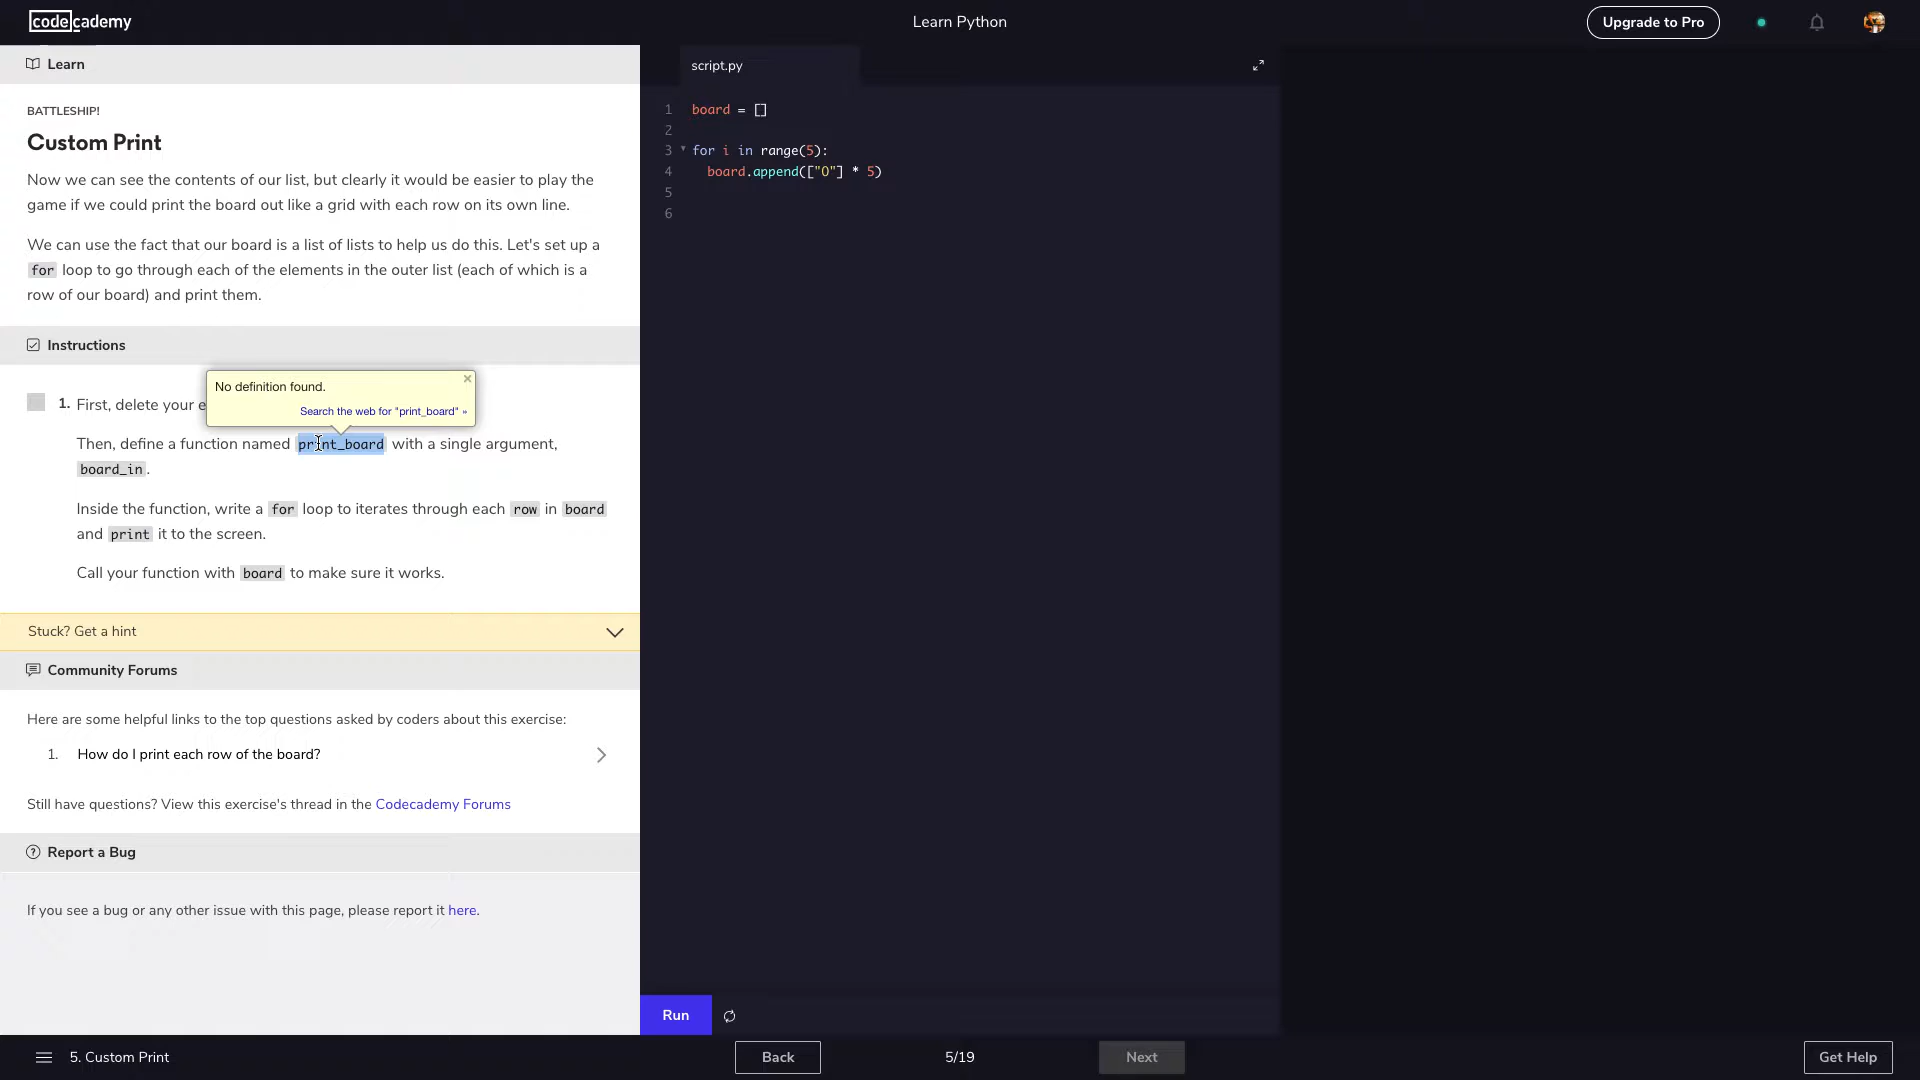 codecademy
Learn Python
Upgrade to Pro
Learn
BATTLESHIP!
Custom Print
Now we can see the contents of our list, but clearly it would be easier to play the
game if we could print the board out like a grid with each row on its own line.
We can use the fact that our board is a list of lists to help us do this. Let's set up a
for loop to go through each of the elements in the outer list (each of which is a
row of our board) and print them.
Instructions
No definition found.
Search the web for "print_board" »
1. First, delete your e
Then, define a function named print_board with a single argument,
board_in.
Inside the function, write a for loop to iterates through each row in board
and print it to the screen.
Call your function with board to make sure it works.
Stuck? Get a hint
Community Forums
Here are some helpful links to the top questions asked by coders about this exercise:
1. How do I print each row of the board?
Still have questions? View this exercise's thread in the Codecademy Forums
Report a Bug
If you see a bug or any other issue with this page, please report it here.
script.py
1 board = []
2
3 for i in range(5):
4 board.append(["O"] * 5)
5
6
Run
5. Custom Print
Back
5/19
Next
Get Help